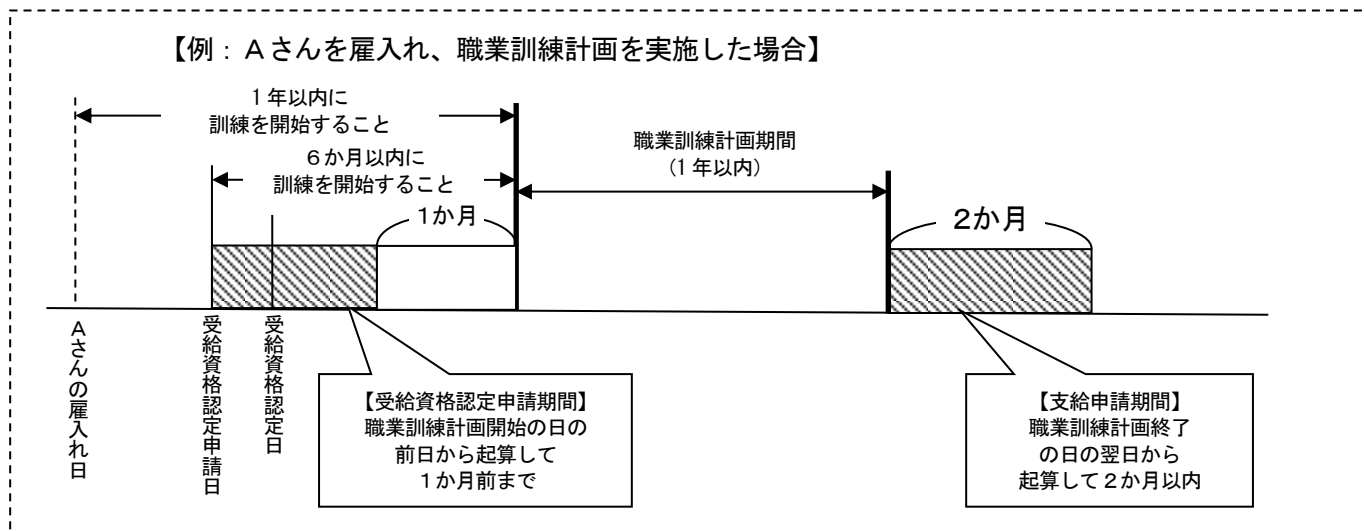 【例：Ａさんを雇入れ、職業訓練計画を実施した場合】
１年以内に
訓練を開始すること
６か月以内に
訓練を開始すること
１か月
職業訓練計画期間
(１年以内)
２か月
Ａさんの雇入れ日
受給資格認定申請日
受給資格認定日
【受給資格認定申請期間】
職業訓練計画開始の日の
前日から起算して
１か月前まで
【支給申請期間】
職業訓練計画終了
の日の翌日から
起算して２か月以内